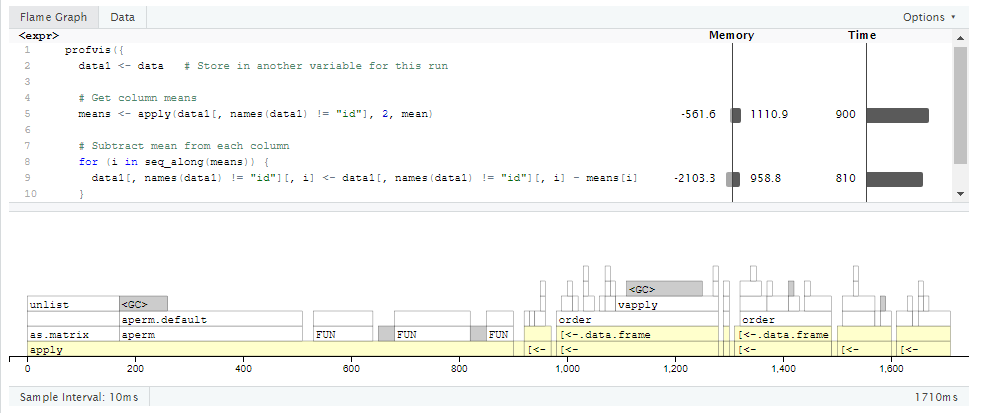 Flame Graph Data Options ▾
<expr> Memory Time
1 profvis({
2 data1 <- data # Store in another variable for this run
3
4 # Get column means
5 means <- apply(data1[, names(data1) != "id"], 2, mean) -561.6 1110.9 900
6
7 # Subtract mean from each column
8 for (i in seq_along(means)) {
9 data1[, names(data1) != "id"][, i] <- data1[, names(data1) != "id"][, i] - means[i] -2103.3 958.8 810
10 }
<GC>
unlist <GC> vapply
aperm.default order order
as.matrix aperm FUN FUN FUN [<-.data.frame [<-.data.frame
apply [<- [<- [<- [<- [<-
0 200 400 600 800 1,000 1,200 1,400 1,600
Sample Interval: 10ms 1710ms